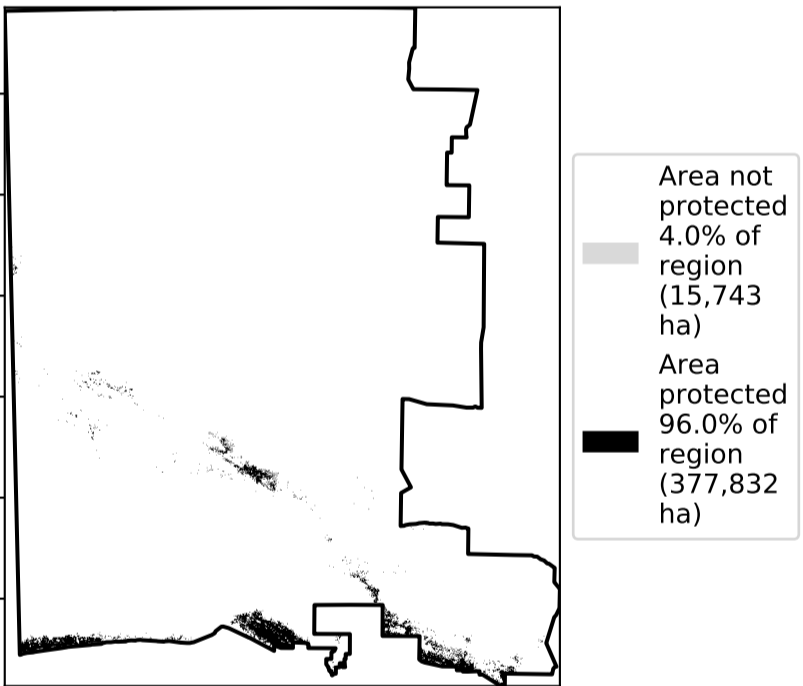 Area not
protected
4.0% of
region
(15,743
ha)
Area
protected
96.0% of
region
(377,832
ha)